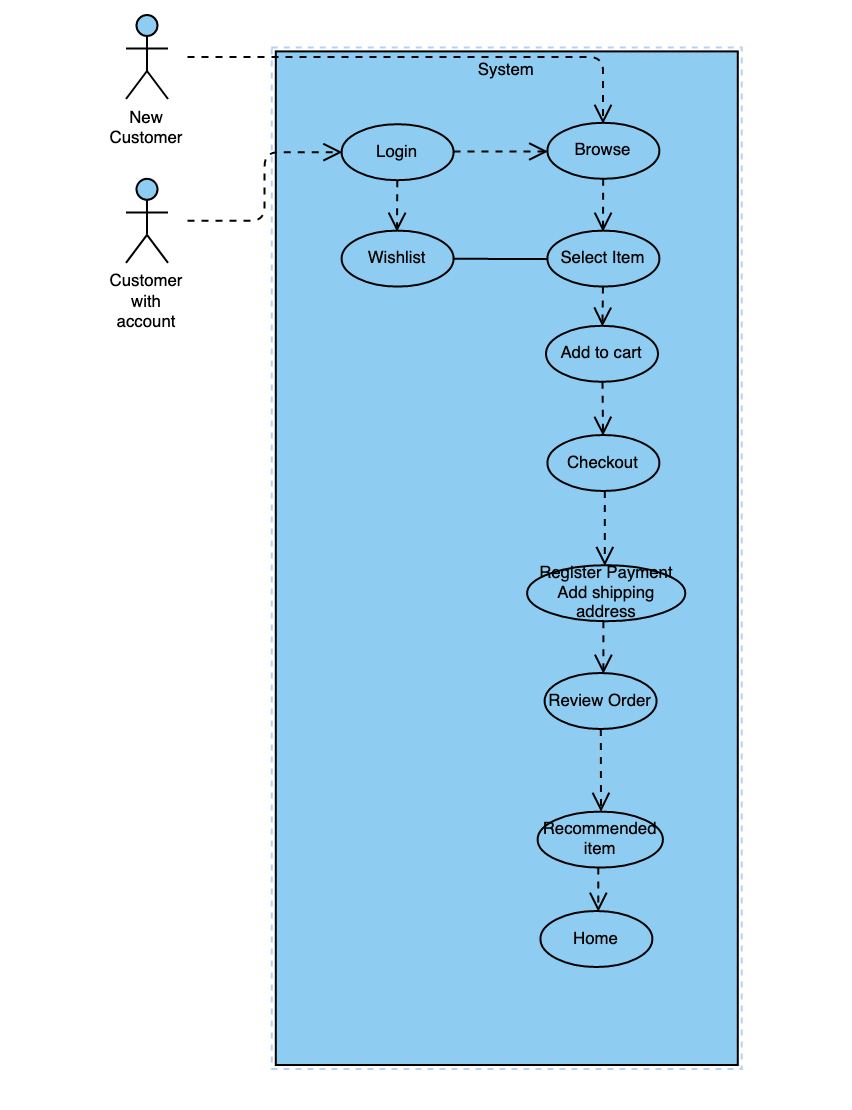 System
New
Customer
Login
Browse
Customer
with
account
Wishlist
Select Item
Add to cart
Checkout
Register Payment
Add shipping
address
Review Order
Recommended
item
Home